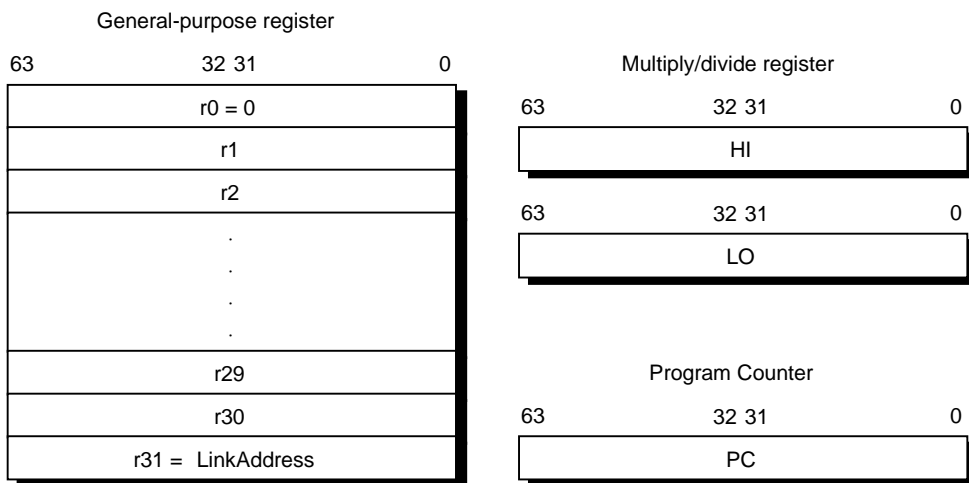 General-purpose register
63 32 31 0
r0 = 0
r1
r2
.
.
.
.
r29
r30
r31 = LinkAddress
Multiply/divide register
63 32 31 0
HI
63 32 31 0
LO
Program Counter
63 32 31 0
PC